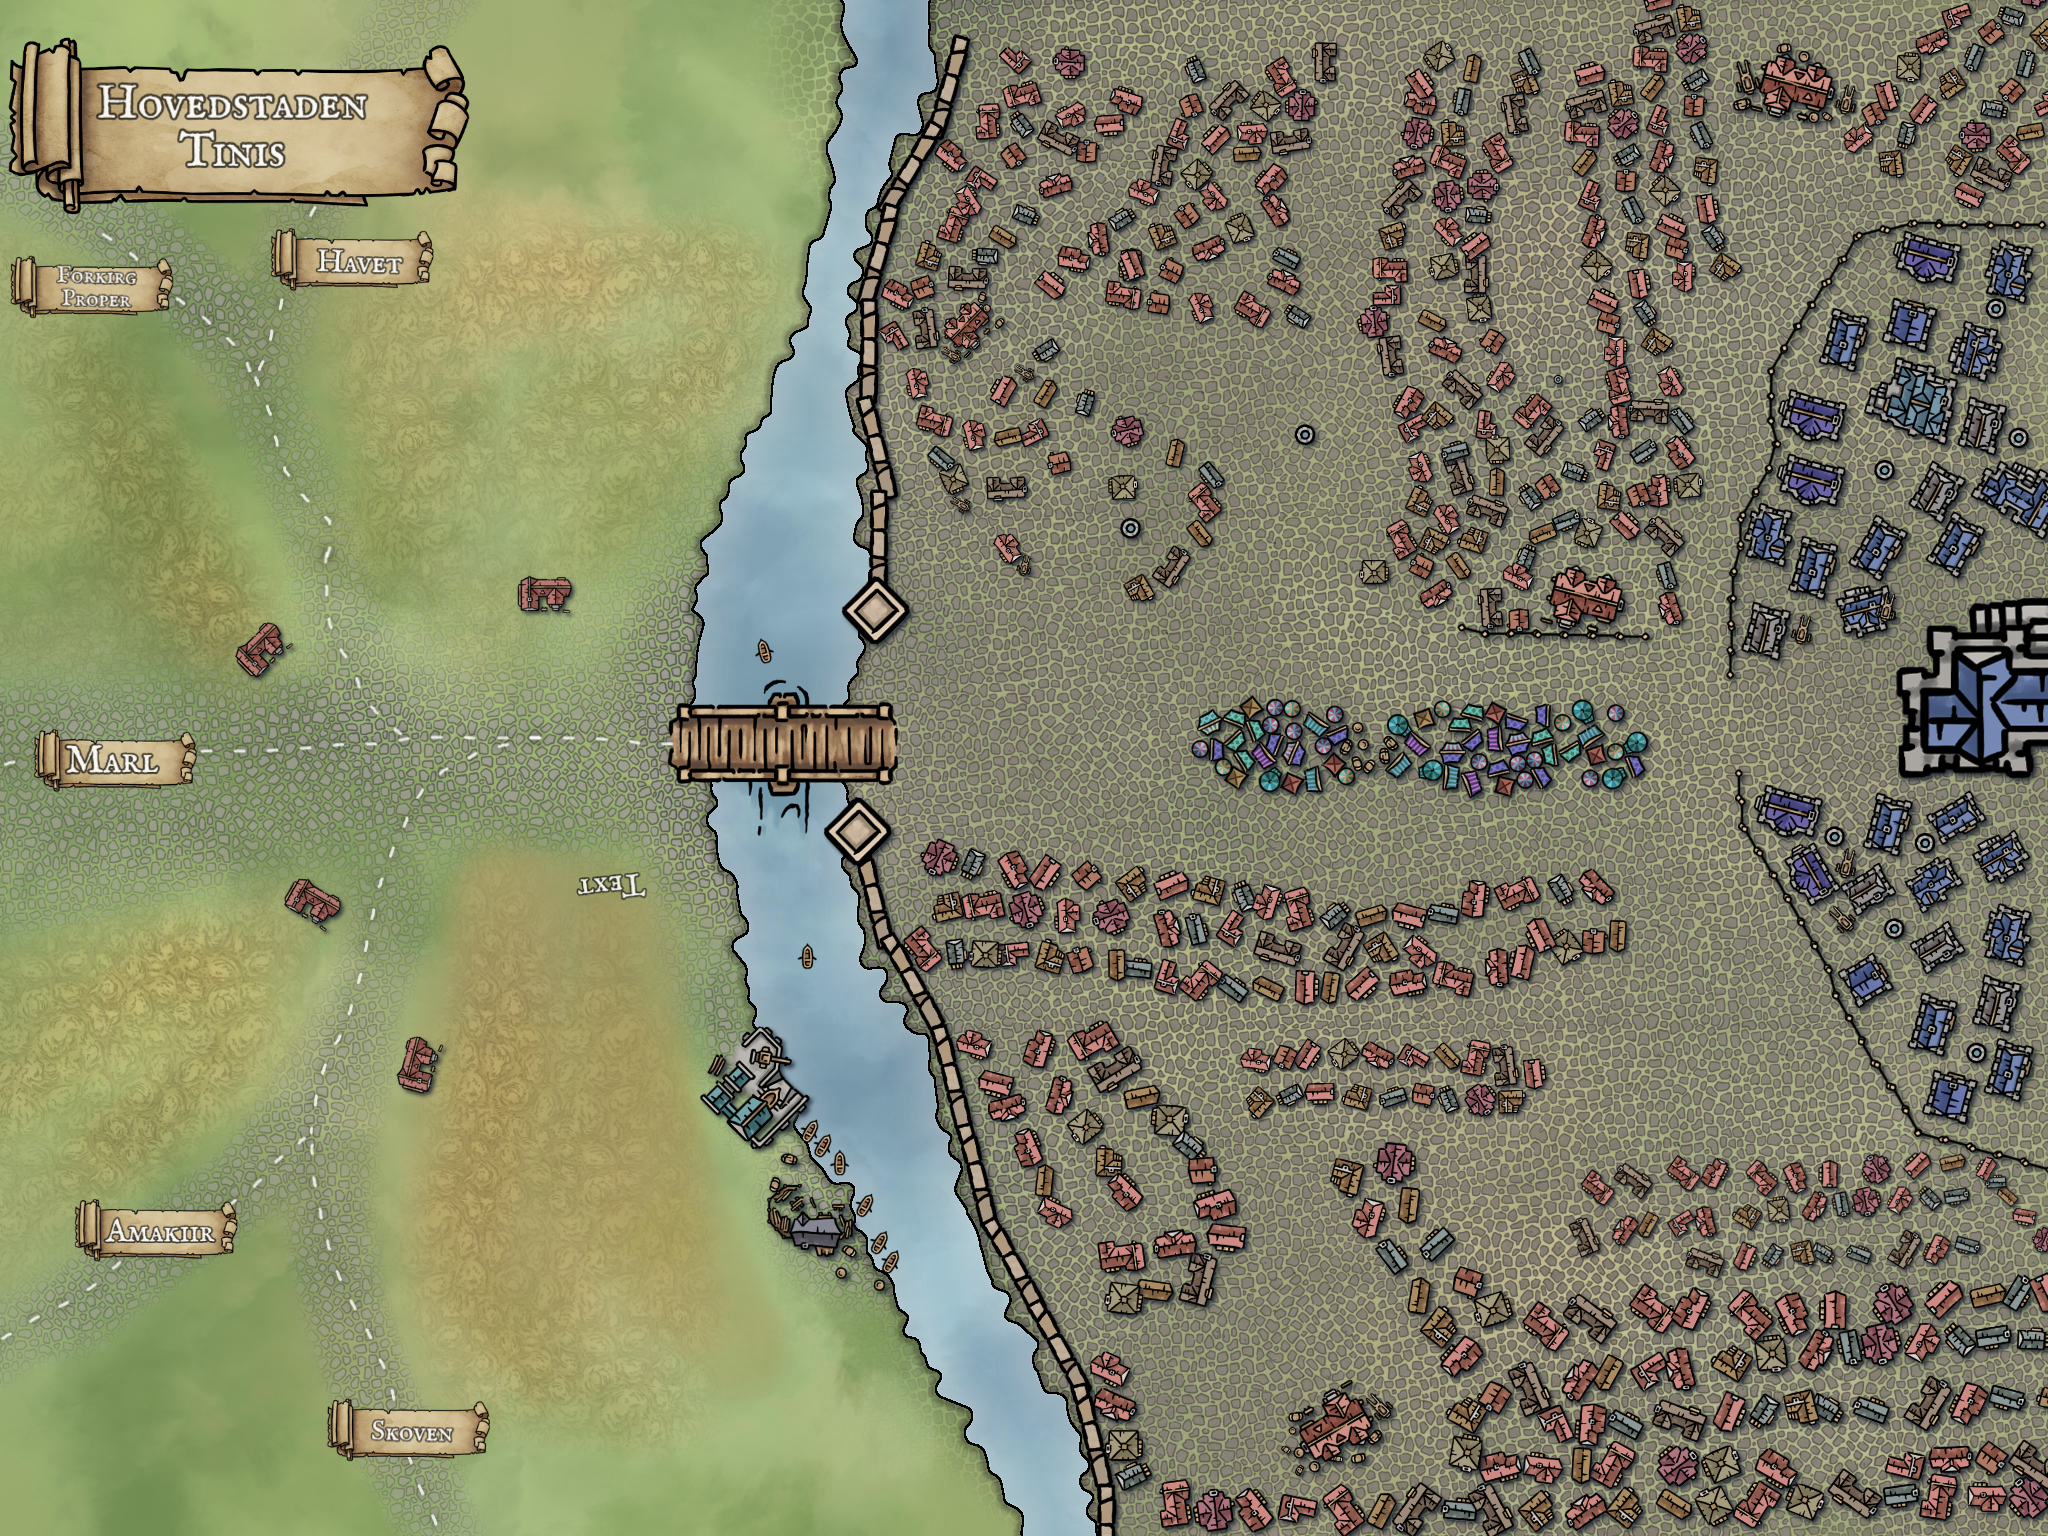 Hovedstaden
Tinis
Havet
Forkirg
Proper
Marl
Text
Amakiir
Skoven